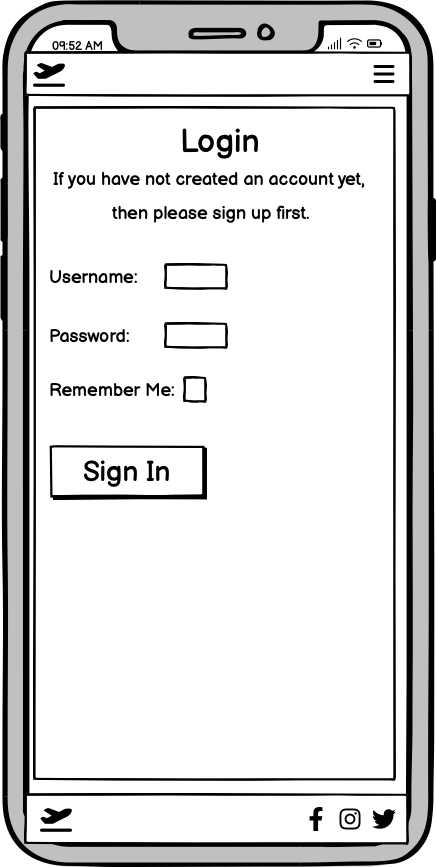 09:52 AM
Login
If you have not created an account yet,
then please sign up first.
Username:
Password:
Remember Me:
Sign In